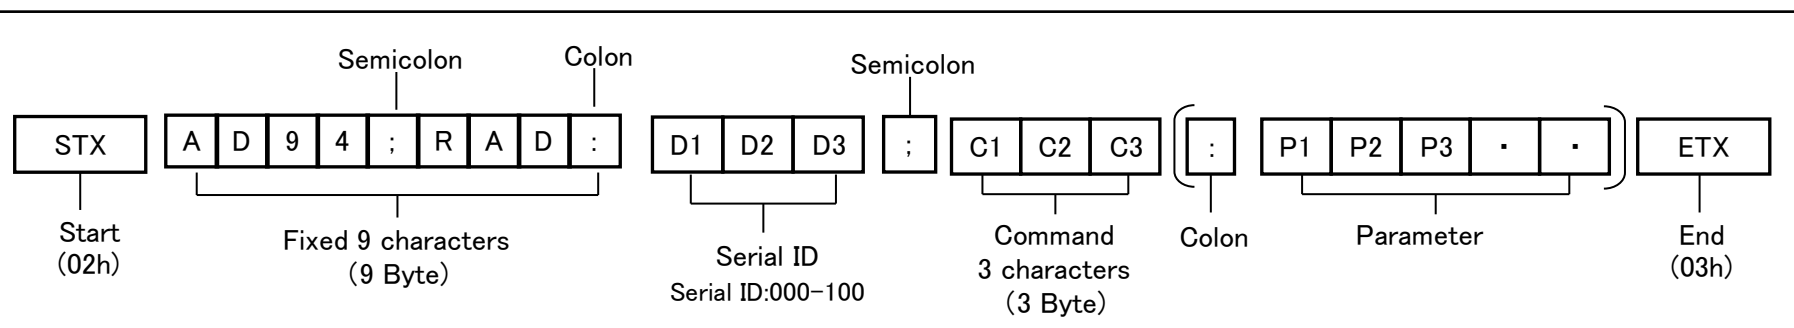 Semicolon Colon Semicolon
STX A D 9 4 ; R A D : D1 D2 D3 ; C1 C2 C3 ( : P1 P2 P3 ・ ・ ) ETX
Start
(02h)
Fixed 9 characters
(9 Byte)
Serial ID
Serial ID:000-100
Command
3 characters
(3 Byte)
Colon
Parameter
End
(03h)